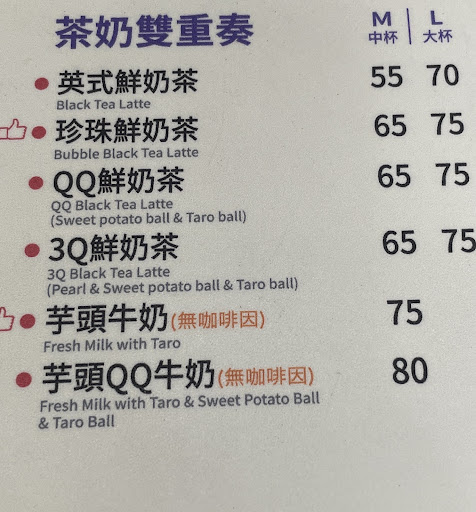 茶奶雙重奏 M L
中杯 大杯
英式鮮奶茶 55 70
Black Tea Latte
珍珠鮮奶茶 65 75
Bubble Black Tea Latte
QQ鮮奶茶 65 75
QQ Black Tea Latte
(Sweet potato ball & Taro ball)
3Q鮮奶茶 65 75
3Q Black Tea Latte
(Pearl & Sweet potato ball & Taro ball)
芋頭牛奶(無咖啡因) 75
Fresh Milk with Taro
芋頭QQ牛奶(無咖啡因) 80
Fresh Milk with Taro & Sweet Potato Ball
& Taro Ball